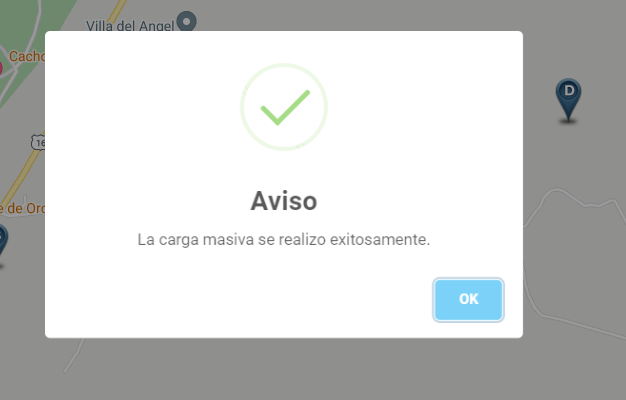 Villa del Angel
Cacho
D
16
e de Oro
Aviso
La carga masiva se realizo exitosamente.
OK